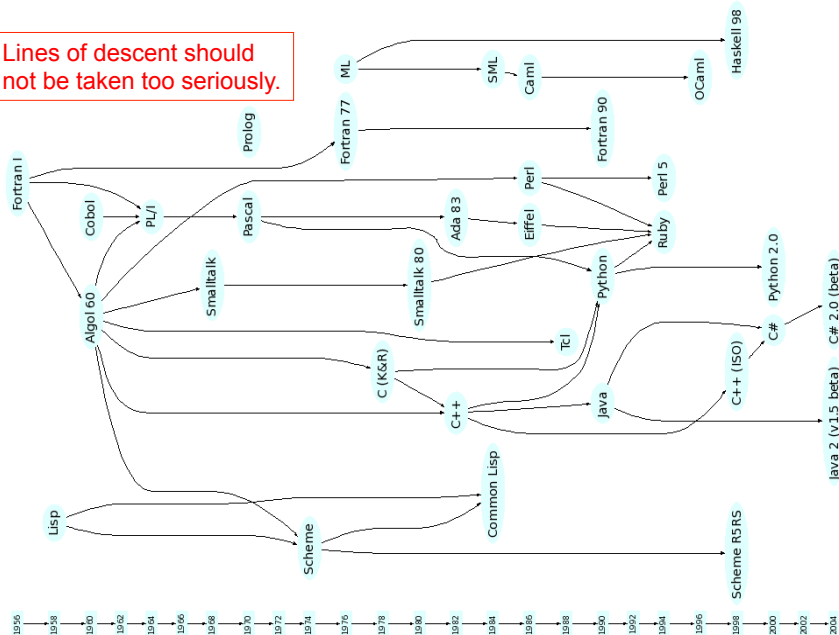 Lines of descent should
not be taken too seriously.
Fortran I
Lisp
Cobol
Algol 60
PL/I
Prolog
Pascal
Smalltalk
Scheme
ML
Fortran 77
C (K&R)
Smalltalk 80
Ada 83
C++
SML
Common Lisp
Caml
Perl
Eiffel
Tcl
Fortran 90
Python
Java
Perl 5
Ruby
OCaml
Haskell 98
C++ (ISO)
Scheme R5RS
Python 2.0
C#
C# 2.0 (beta)
Java 2 (v1.5 beta)
1956
1958
1960
1962
1964
1966
1968
1970
1972
1974
1976
1978
1980
1982
1984
1986
1988
1990
1992
1994
1996
1998
2000
2002